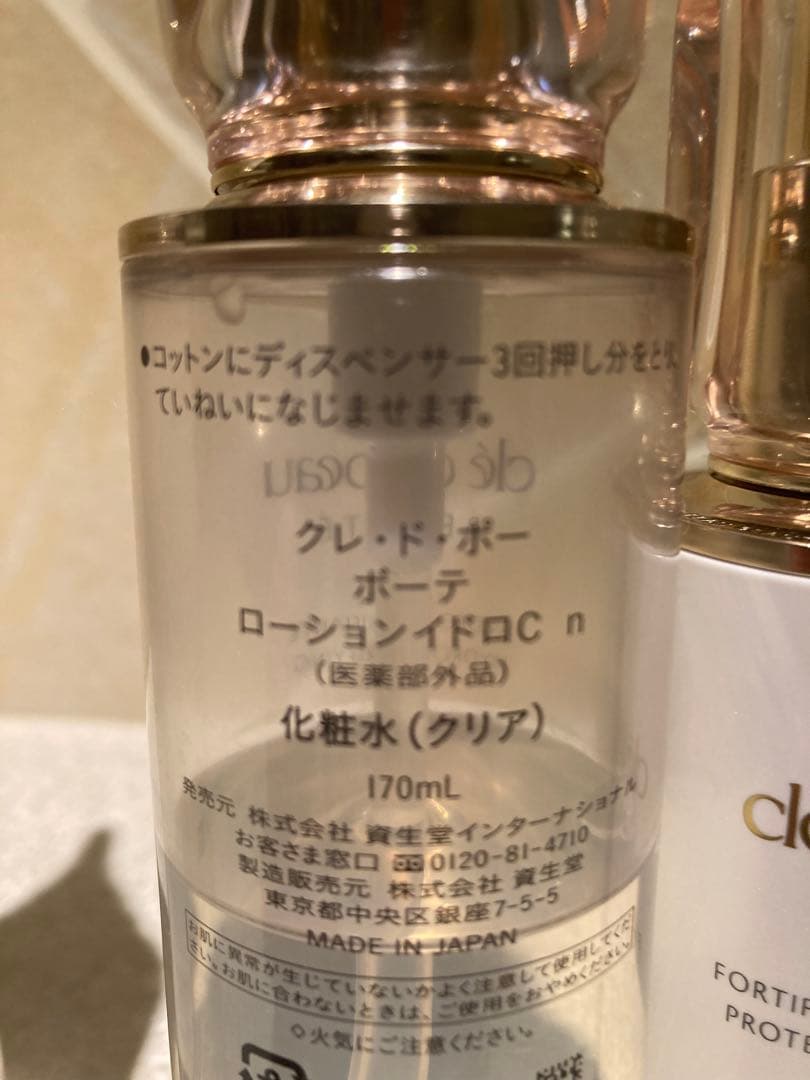 •コットンにディスペンサー3回押し分をとり、
ていねいになじませます。
クレ・ド・ポー
ボーテ
ローションイドロC n
（医薬部外品）
化粧水（クリア）
170mL
発売元 株式会社 資生堂インターナショナル
お客さま窓口 0120-81-4710
製造販売元 株式会社 資生堂
東京都中央区銀座7-5-5
MADE IN JAPAN
お肌に異常が生じていないかよく注意して使用してくだ
さい。お肌に合わないときは、ご使用をおやめください。
◇火気にご注意ください。
clé
FORTIF
PROTE